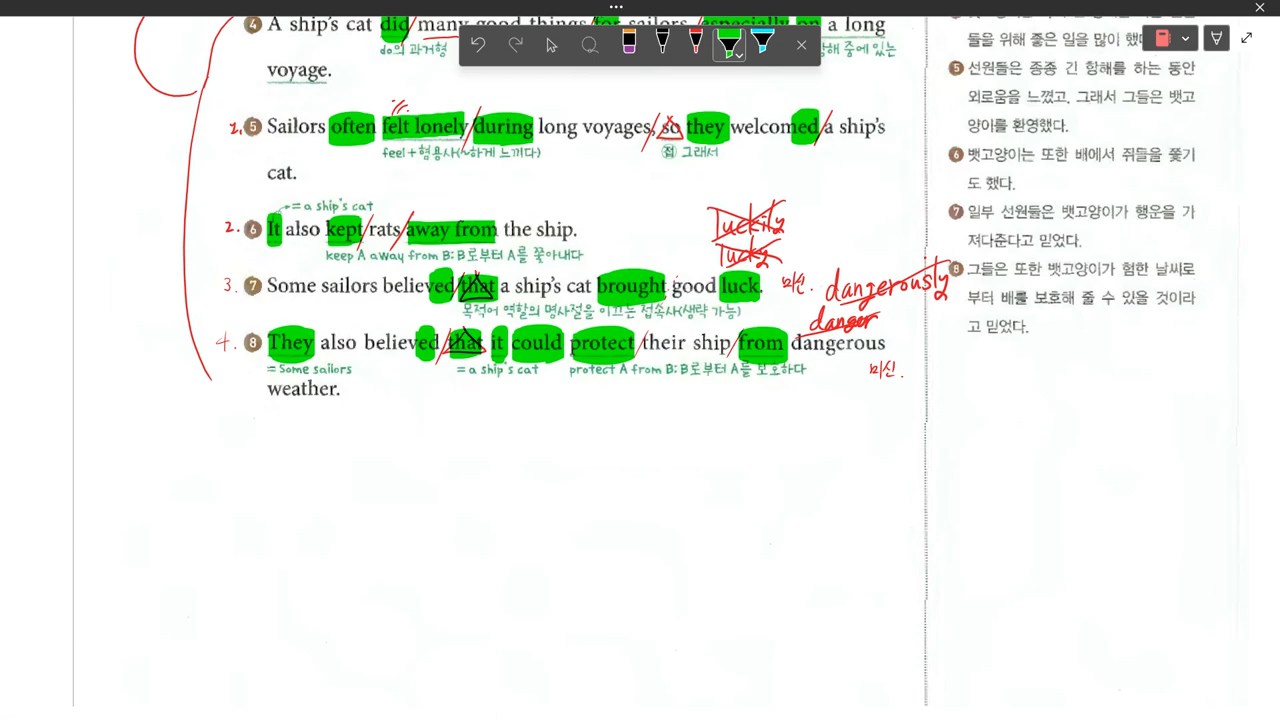 ④ A ship's cat did many good things for sailors, especially on a long
do의 과거형
해 중에 있는
voyage.
1. ⑤ Sailors often felt lonely during long voyages, so they welcomed a ship's
feel+형용사(~하게 느끼다)
접 그래서
cat.
= a ship's cat
2. ⑥ It also kept rats away from the ship.
keep A away from B: B로부터 A를 쫓아내다
luckily
lucky
3. ⑦ Some sailors believed that a ship's cat brought good luck.
미신.
dangerously
목적어 역할의 명사절을 이끄는 접속사(생략 가능)
danger
4. ⑧ They also believed that it could protect their ship from dangerous
= Some sailors
= a ship's cat
protect A from B: B로부터 A를 보호하다
미신.
weather.
들을 위해 좋은 일을 많이 했
⑤ 선원들은 종종 긴 항해를 하는 동안
외로움을 느꼈고, 그래서 그들은 뱃고
양이를 환영했다.
⑥ 뱃고양이는 또한 배에서 쥐들을 쫓기
도 했다.
⑦ 일부 선원들은 뱃고양이가 행운을 가
져다준다고 믿었다.
⑧ 그들은 또한 뱃고양이가 험한 날씨로
부터 배를 보호해 줄 수 있을 것이라
고 믿었다.